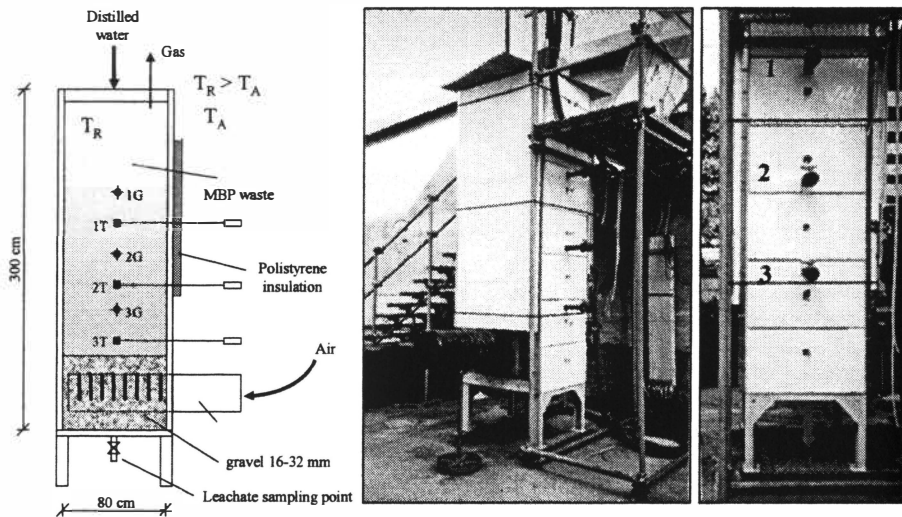 Distilled
water
Gas
T_R > T_A
T_R
T_A
MBP waste
1G
1T
2G
Polistyrene
insulation
2T
3G
3T
300 cm
Air
gravel 16-32 mm
Leachate sampling point
80 cm
1
2
3